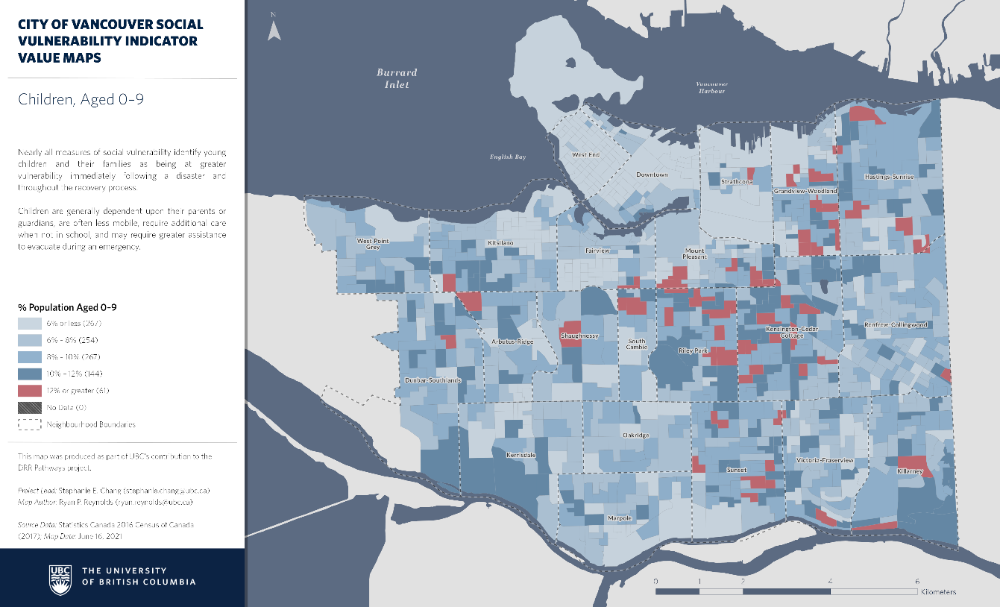 CITY OF VANCOUVER SOCIAL
VULNERABILITY INDICATOR
VALUE MAPS
Children, Aged 0–9
Nearly all measures of social vulnerability identify young
children and their families as being at greater
vulnerability immediately following a disaster and
throughout the recovery process.
Children are generally dependent upon their parents or
guardians, are often less mobile, require additional care
when not in school, and may require greater assistance
to evacuate during an emergency.
% Population Aged 0–9
6% or less (267)
6% - 8% (254)
8% - 10% (267)
10% - 12% (144)
12% or greater (61)
No Data (0)
Neighbourhood Boundaries
This map was produced as part of UBC's contribution to the
DRR Pathways project.
Project Lead: Stephanie E. Chang (stephanie.chang@ubc.ca)
Map Author: Ryan P. Reynolds (ryan.reynolds@ubc.ca)
Source Data: Statistics Canada 2016 Census of Canada
(2017); Map Date: June 16, 2021
UBC
THE UNIVERSITY
OF BRITISH COLUMBIA
N
Burrard
Inlet
Vancouver
Harbour
English Bay
West End
Downtown
Strathcona
Hastings-Sunrise
Grandview-Woodland
West Point
Grey
Kitsilano
Fairview
Mount
Pleasant
Arbutus-Ridge
Shaughnessy
South
Cambie
Riley Park
Kensington-Cedar
Cottage
Renfrew-Collingwood
Dunbar-Southlands
Kerrisdale
Oakridge
Sunset
Victoria-Fraserview
Killarney
Marpole
0 1 2 4 6
Kilometers